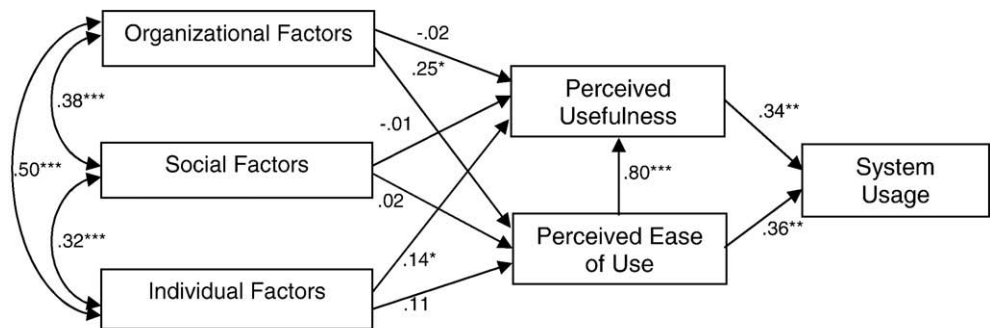 Organizational Factors
-.02
.25*
Perceived
Usefulness
.38***
-.01
.34**
Social Factors
.50***
.80***
System
Usage
.02
.32***
Perceived Ease
of Use
.36**
.14*
Individual Factors
.11